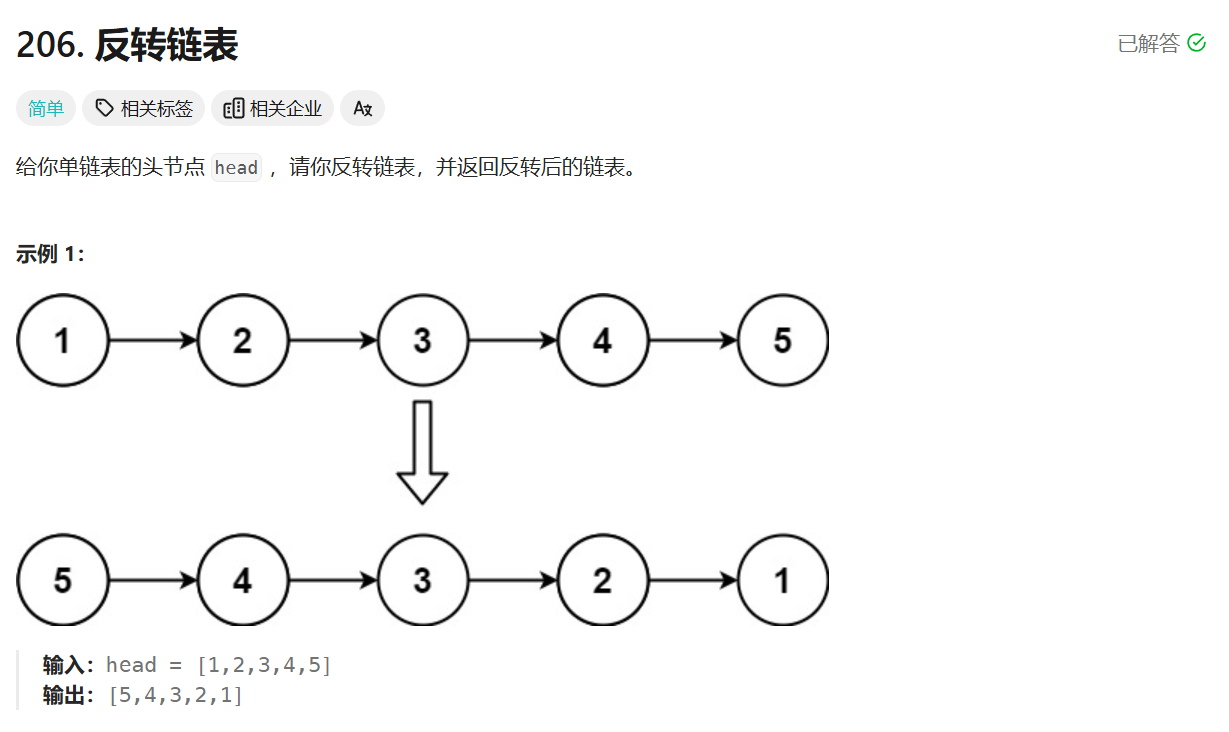 206. 反转链表
已解答
简单 相关标签 相关企业 Aあ
给你单链表的头节点 head ，请你反转链表，并返回反转后的链表。
示例 1：
1 2 3 4 5
5 4 3 2 1
输入：head = [1,2,3,4,5]
输出：[5,4,3,2,1]